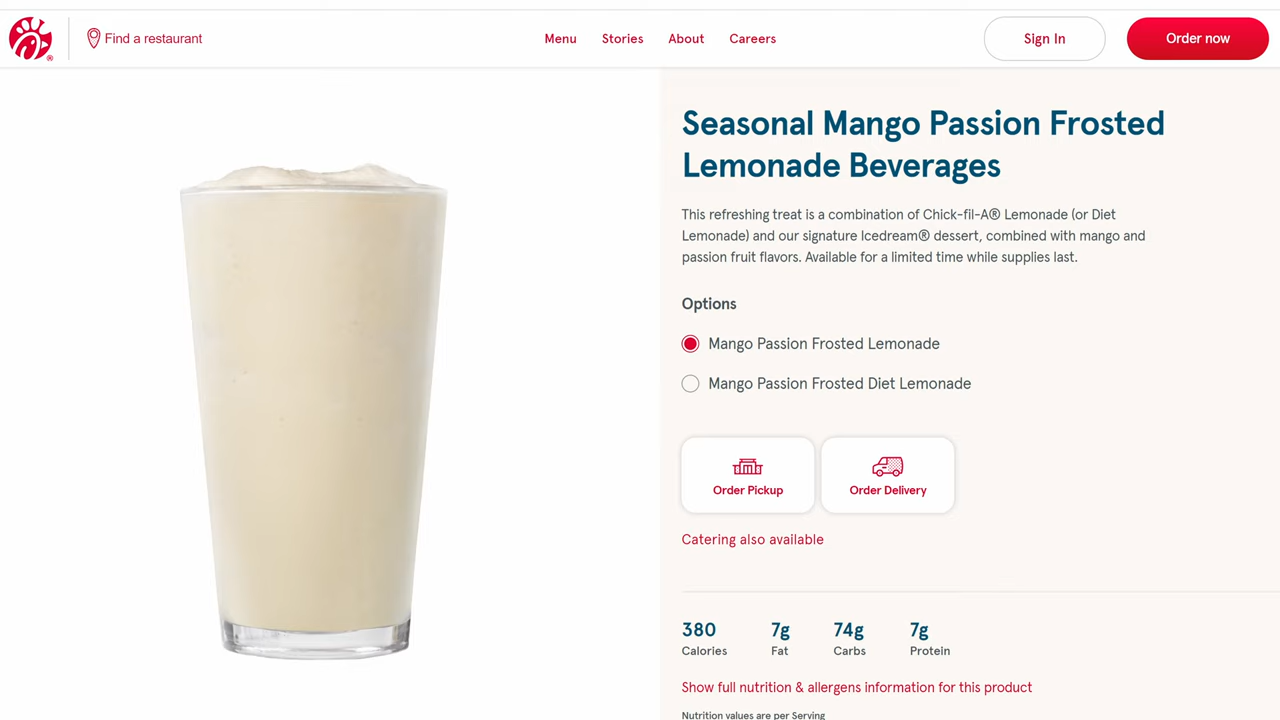 Find a restaurant
Menu
Stories
About
Careers
Sign In
Order now
Seasonal Mango Passion Frosted
Lemonade Beverages
This refreshing treat is a combination of Chick-fil-A® Lemonade (or Diet
Lemonade) and our signature Icedream® dessert, combined with mango and
passion fruit flavors. Available for a limited time while supplies last.
Options
Mango Passion Frosted Lemonade
Mango Passion Frosted Diet Lemonade
Order Pickup
Order Delivery
Catering also available
380
Calories
7g
Fat
74g
Carbs
7g
Protein
Show full nutrition & allergens information for this product
Nutrition values are per Serving